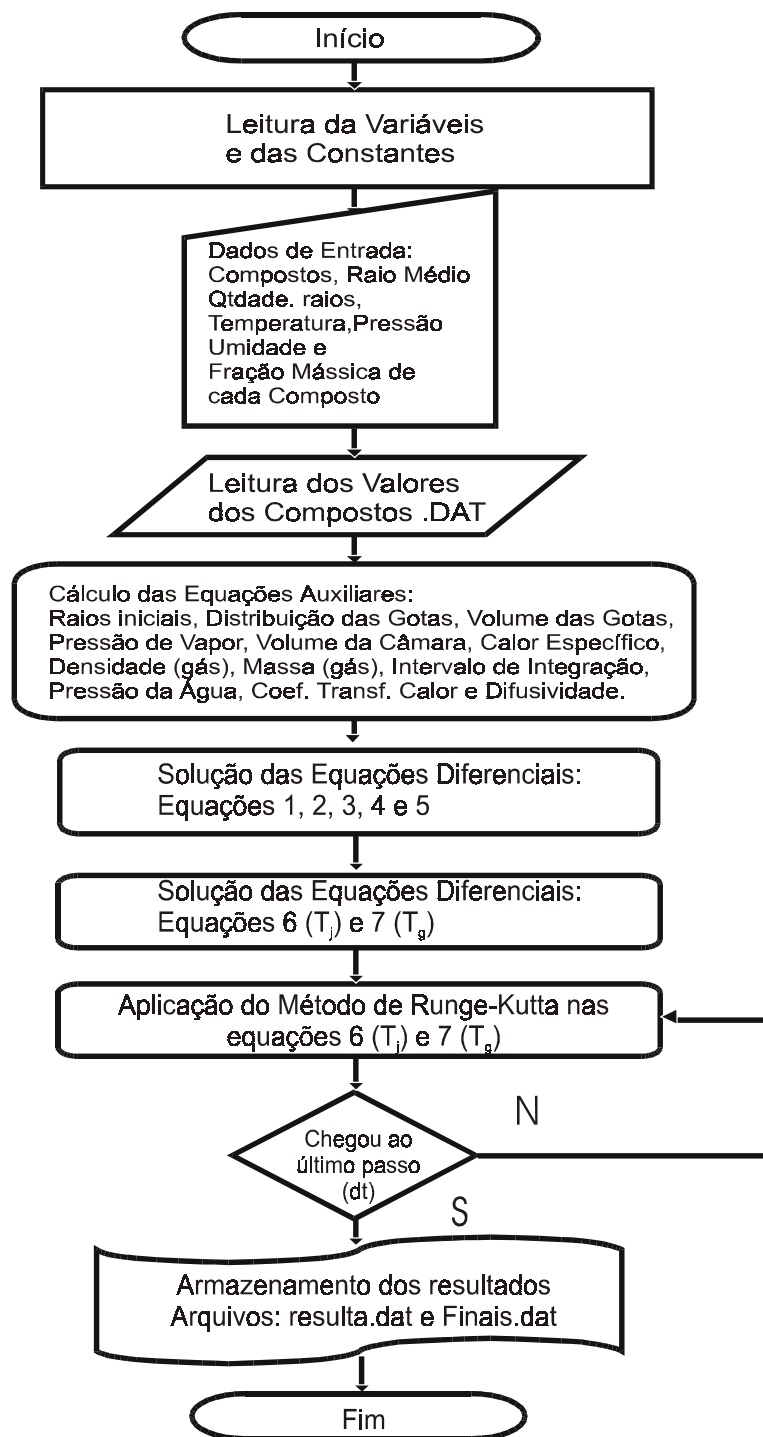 Início
Leitura da Variáveis
e das Constantes
Dados de Entrada:
Compostos, Raio Médio
Qtdade. raios,
Temperatura,Pressão
Umidade e
Fração Mássica de
cada Composto
Leitura dos Valores
dos Compostos .DAT
Cálculo das Equações Auxiliares:
Raios iniciais, Distribuição das Gotas, Volume das Gotas,
Pressão de Vapor, Volume da Câmara, Calor Específico,
Densidade (gás), Massa (gás), Intervalo de Integração,
Pressão da Água, Coef. Transf. Calor e Difusividade.
Solução das Equações Diferenciais:
Equações 1, 2, 3, 4 e 5
Solução das Equações Diferenciais:
Equações 6 (Tj) e 7 (Tg)
Aplicação do Método de Runge-Kutta nas
equações 6 (Tj) e 7 (Tg)
N
Chegou ao
último passo
(dt)
S
Armazenamento dos resultados
Arquivos: resulta.dat e Finais.dat
Fim